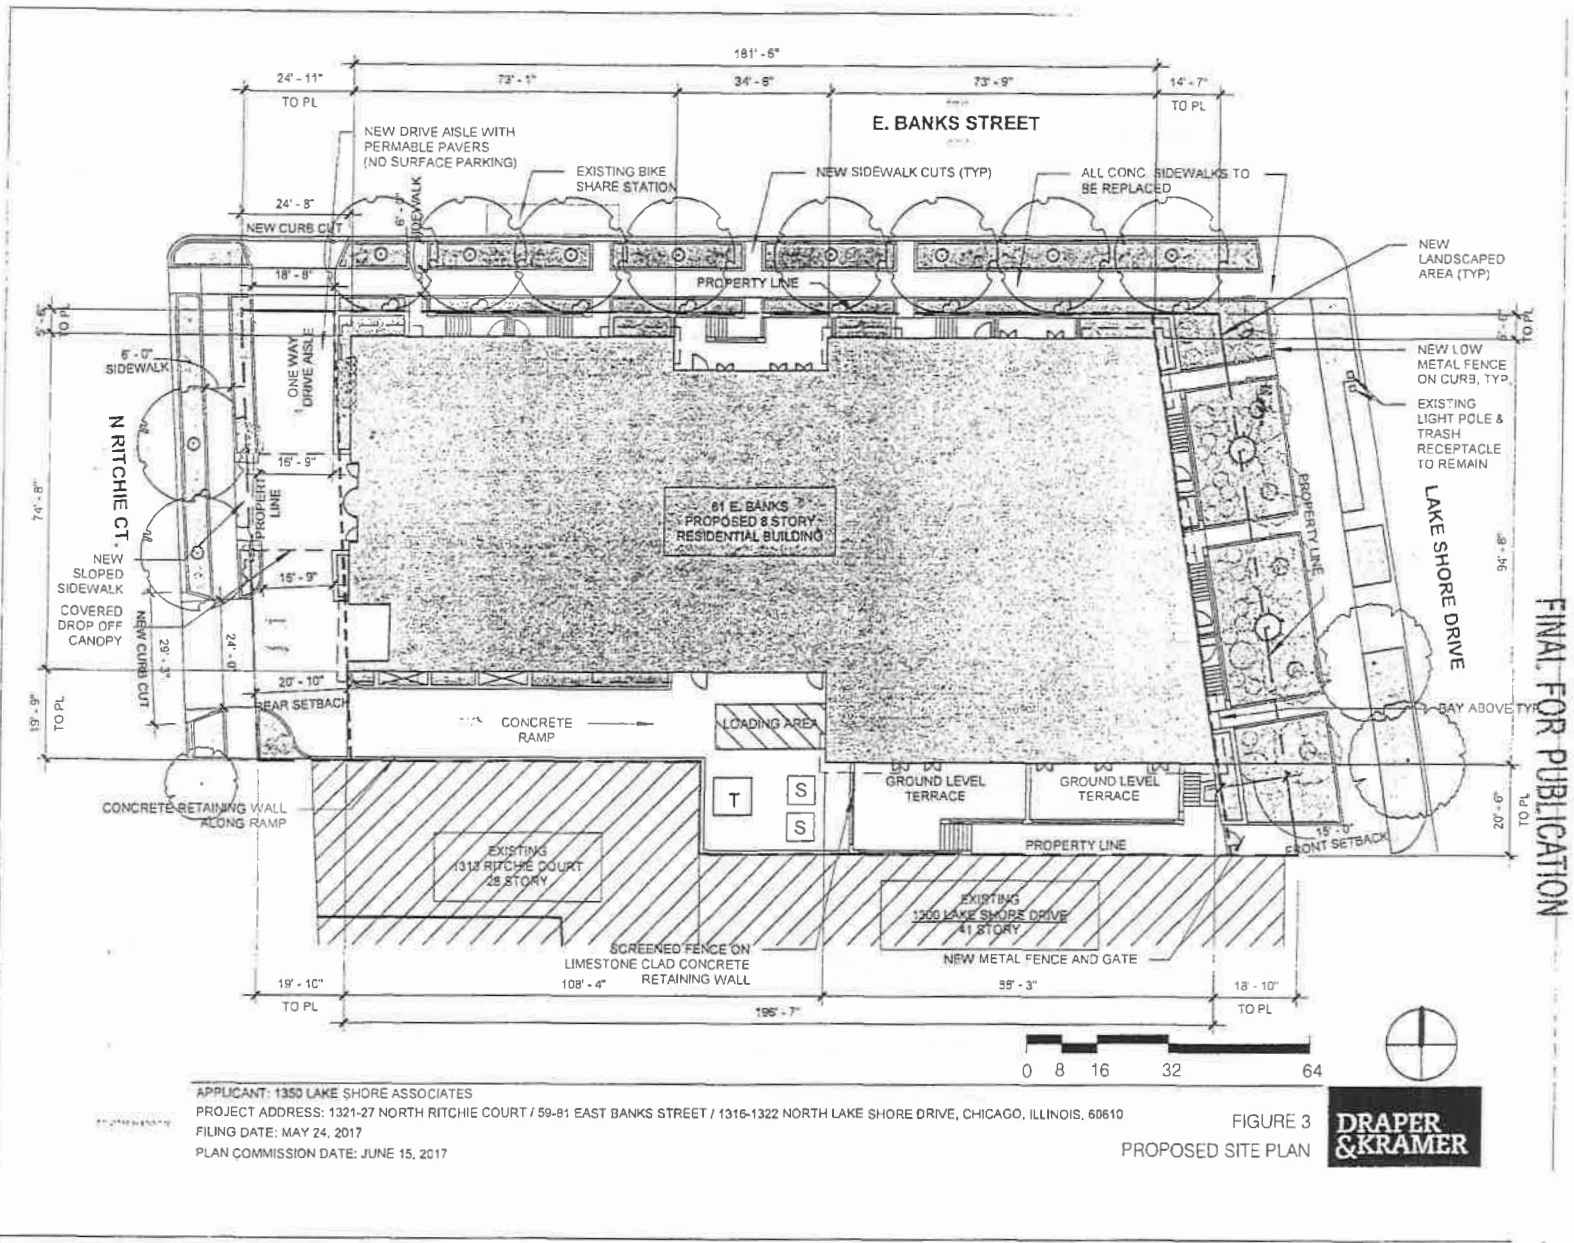 181' - 6"
24' - 11"
73' - 1"
34' - 8"
73' - 9"
14' - 7"
TO PL
TO PL
E. BANKS STREET
NEW DRIVE AISLE WITH
PERMABLE PAVERS
(NO SURFACE PARKING)
EXISTING BIKE
SHARE STATION
NEW SIDEWALK CUTS (TYP)
ALL CONC. SIDEWALKS TO
BE REPLACED
24' - 8"
NEW CURB CUT
6' - 0"
SIDEWALK
18' - 8"
PROPERTY LINE
NEW
LANDSCAPED
AREA (TYP)
TO PL
TO PL
6' - 0"
SIDEWALK
ONE WAY
DRIVE AISLE
NEW LOW
METAL FENCE
ON CURB, TYP.
EXISTING
LIGHT POLE &
TRASH
RECEPTACLE
TO REMAIN
N RITCHIE CT.
16' - 9"
PROPERTY
LINE
74' - 8"
61 E. BANKS
PROPOSED 8 STORY
RESIDENTIAL BUILDING
PROPERTY LINE
LAKE SHORE DRIVE
94' - 8"
NEW
SLOPED
SIDEWALK
16' - 9"
COVERED
DROP OFF
CANOPY
NEW CURB CUT
29' - 3"
24' - 0"
20' - 10"
REAR SETBACK
19' - 9"
TO PL
CONCRETE
RAMP
LOADING AREA
BAY ABOVE TYP
GROUND LEVEL
TERRACE
GROUND LEVEL
TERRACE
T
S
S
CONCRETE RETAINING WALL
ALONG RAMP
PROPERTY LINE
15' - 0"
FRONT SETBACK
20' - 6"
TO PL
EXISTING
1313 RITCHIE COURT
28 STORY
EXISTING
1300 LAKE SHORE DRIVE
41 STORY
SCREENED FENCE ON
LIMESTONE CLAD CONCRETE
RETAINING WALL
NEW METAL FENCE AND GATE
19' - 10"
TO PL
108' - 4"
18' - 10"
TO PL
196' - 7"
0 8 16 32 64
FINAL FOR PUBLICATION
APPLICANT: 1350 LAKE SHORE ASSOCIATES
PROJECT ADDRESS: 1321-27 NORTH RITCHIE COURT / 59-81 EAST BANKS STREET / 1316-1322 NORTH LAKE SHORE DRIVE, CHICAGO, ILLINOIS, 60610
FILING DATE: MAY 24, 2017
PLAN COMMISSION DATE: JUNE 15, 2017
FIGURE 3
PROPOSED SITE PLAN
DRAPER
&KRAMER